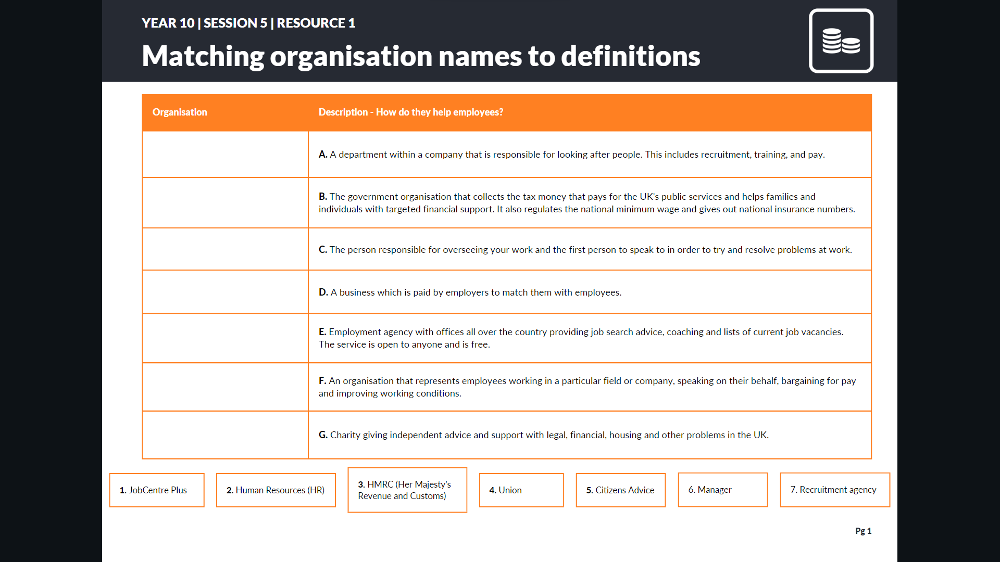 YEAR 10 | SESSION 5 | RESOURCE 1
Matching organisation names to definitions
Organisation
Description - How do they help employees?
A. A department within a company that is responsible for looking after people. This includes recruitment, training, and pay.
B. The government organisation that collects the tax money that pays for the UK's public services and helps families and
individuals with targeted financial support. It also regulates the national minimum wage and gives out national insurance numbers.
C. The person responsible for overseeing your work and the first person to speak to in order to try and resolve problems at work.
D. A business which is paid by employers to match them with employees.
E. Employment agency with offices all over the country providing job search advice, coaching and lists of current job vacancies.
The service is open to anyone and is free.
F. An organisation that represents employees working in a particular field or company, speaking on their behalf, bargaining for pay
and improving working conditions.
G. Charity giving independent advice and support with legal, financial, housing and other problems in the UK.
1. JobCentre Plus
2. Human Resources (HR)
3. HMRC (Her Majesty’s
Revenue and Customs)
4. Union
5. Citizens Advice
6. Manager
7. Recruitment agency
Pg 1